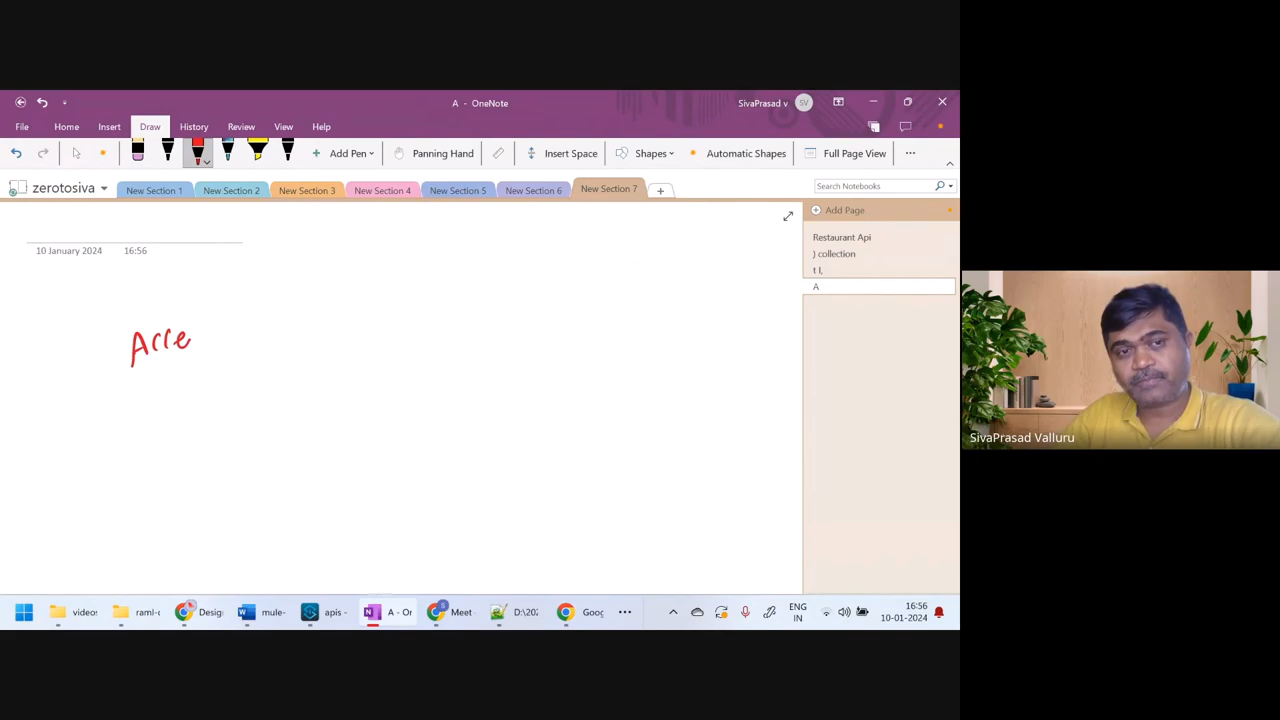 A - OneNote
SivaPrasad v
SV
File
Home
Insert
Draw
History
Review
View
Help
Add Pen
Panning Hand
Insert Space
Shapes
Automatic Shapes
Full Page View
zerotosiva
New Section 1
New Section 2
New Section 3
New Section 4
New Section 5
New Section 6
New Section 7
Search Notebooks
10 January 2024
16:56
Add Page
Restaurant Api
) collection
t I,
A
Acce
SivaPrasad Valluru
video:
raml-c
Desig
mule-
apis -
A - Or
Meet
D:\202
Goog
ENG
IN
16:56
10-01-2024